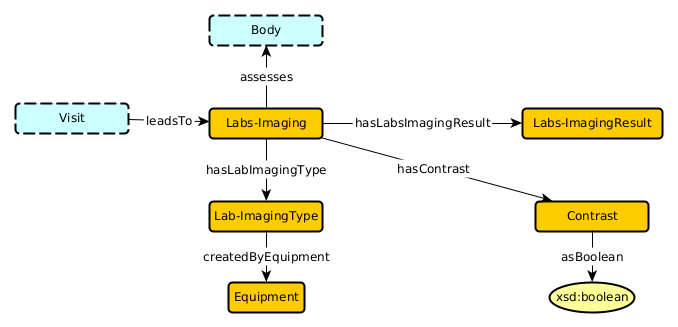 Body
assesses
Visit
leadsTo
Labs-Imaging
hasLabsImagingResult
Labs-ImagingResult
hasLabImagingType
hasContrast
Lab-ImagingType
Contrast
createdByEquipment
asBoolean
Equipment
xsd:boolean